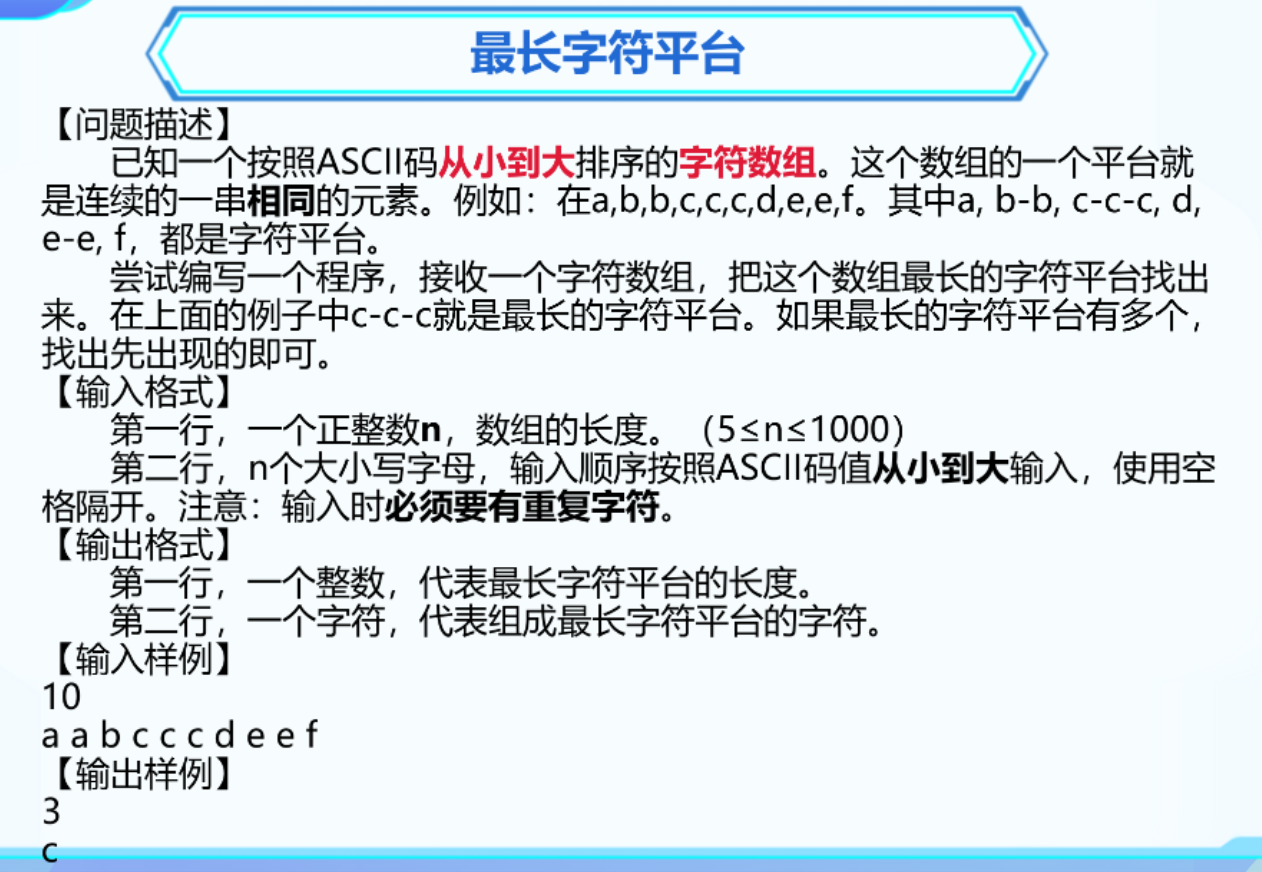 最长字符平台
【问题描述】
已知一个按照ASCII码从小到大排序的字符数组。这个数组的一个平台就
是连续的一串相同的元素。例如：在a,b,b,c,c,c,d,e,e,f。其中a, b-b, c-c-c, d,
e-e, f，都是字符平台。
尝试编写一个程序，接收一个字符数组，把这个数组最长的字符平台找出
来。在上面的例子中c-c-c就是最长的字符平台。如果最长的字符平台有多个，
找出先出现的即可。
【输入格式】
第一行，一个正整数n，数组的长度。（5≤n≤1000）
第二行，n个大小写字母，输入顺序按照ASCII码值从小到大输入，使用空
格隔开。注意：输入时必须要有重复字符。
【输出格式】
第一行，一个整数，代表最长字符平台的长度。
第二行，一个字符，代表组成最长字符平台的字符。
【输入样例】
10
a a b c c c d e e f
【输出样例】
3
c